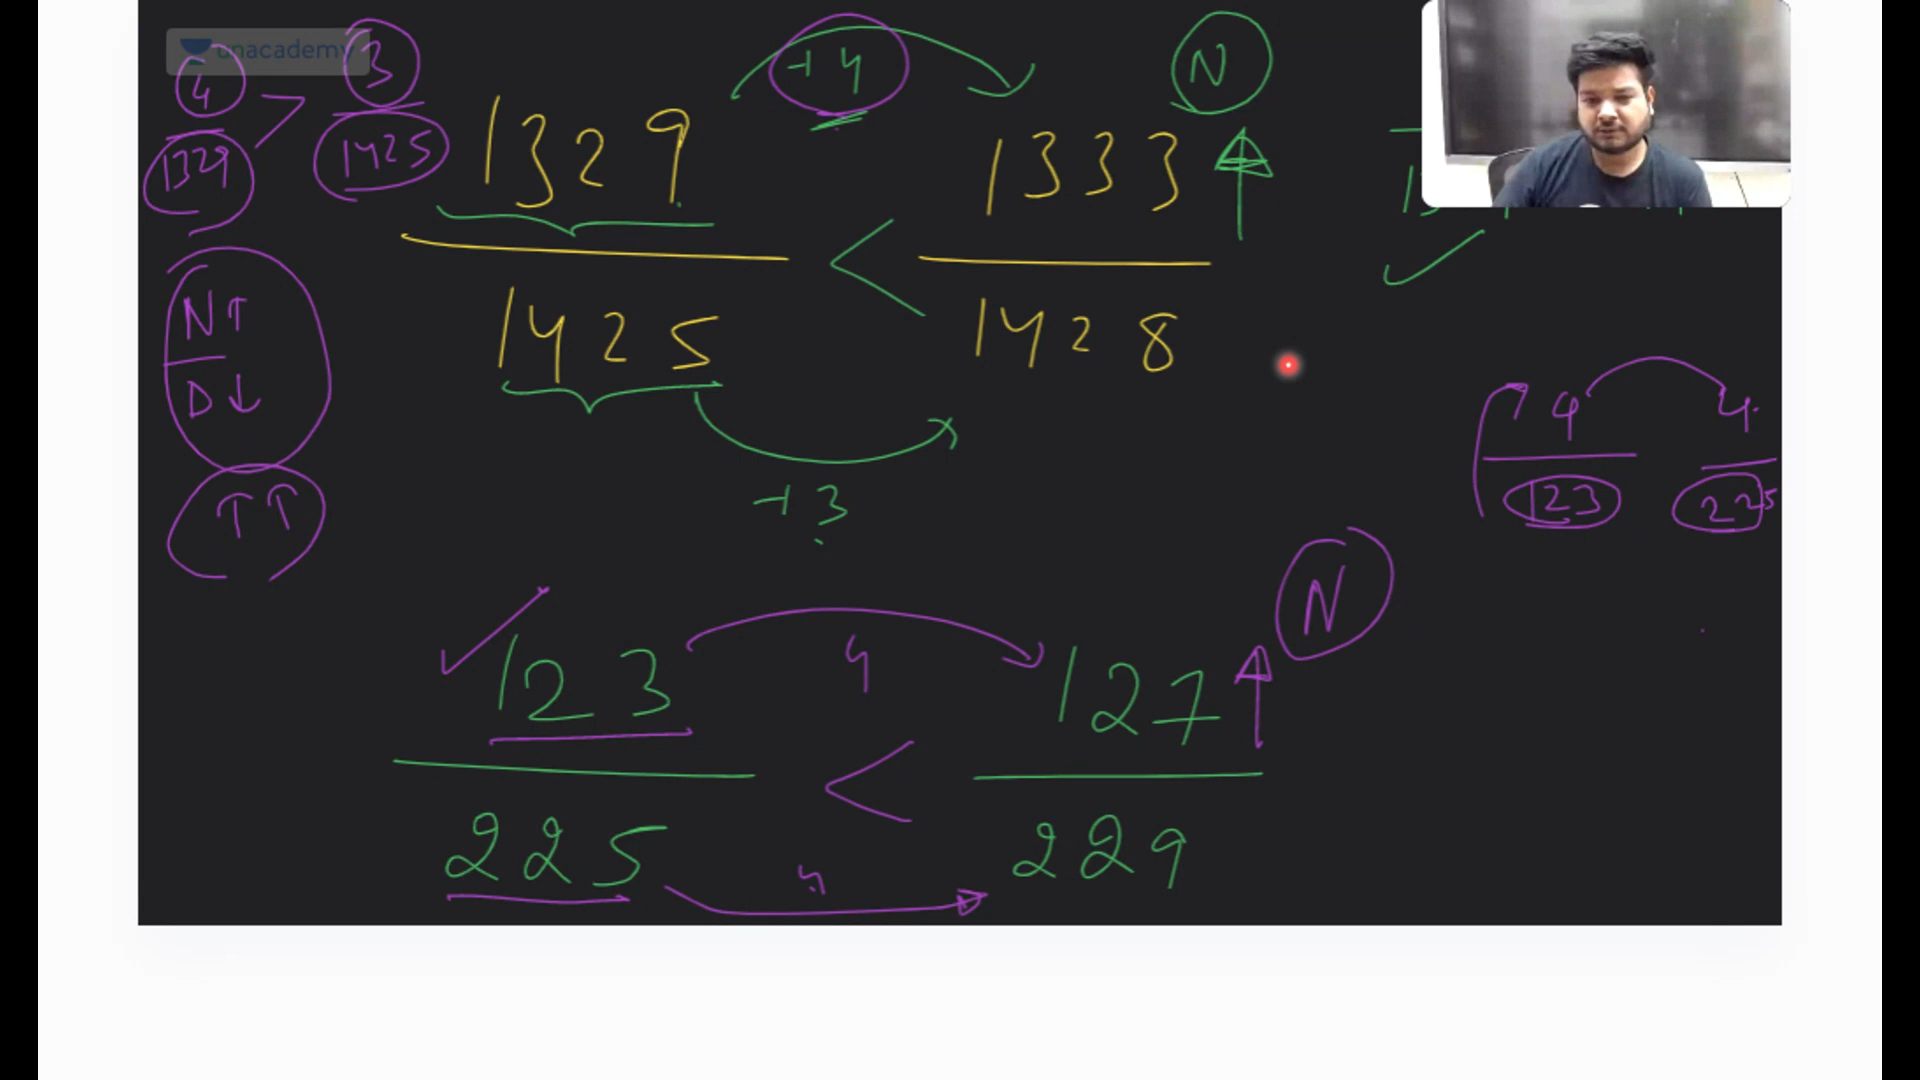 unacademy
4 > 3
1329 1425
+4
N
1329 < 1333
1425 1428
+3
N↑
D↓
↑↑
4 4
123 225
N
123 4 127
<
225 4 229